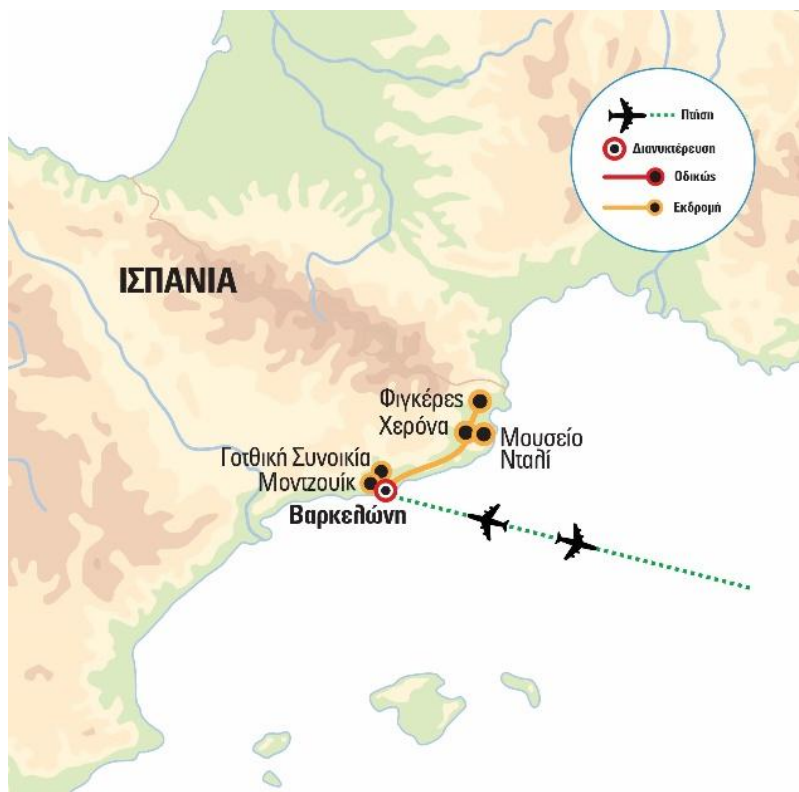 Πτήση
Διανυκτέρευση
Οδικώς
Εκδρομή
ΙΣΠΑΝΙΑ
Φιγκέρες
Χερόνα
Μουσείο
Νταλί
Γοτθική Συνοικία
Μοντζουίκ
Βαρκελώνη